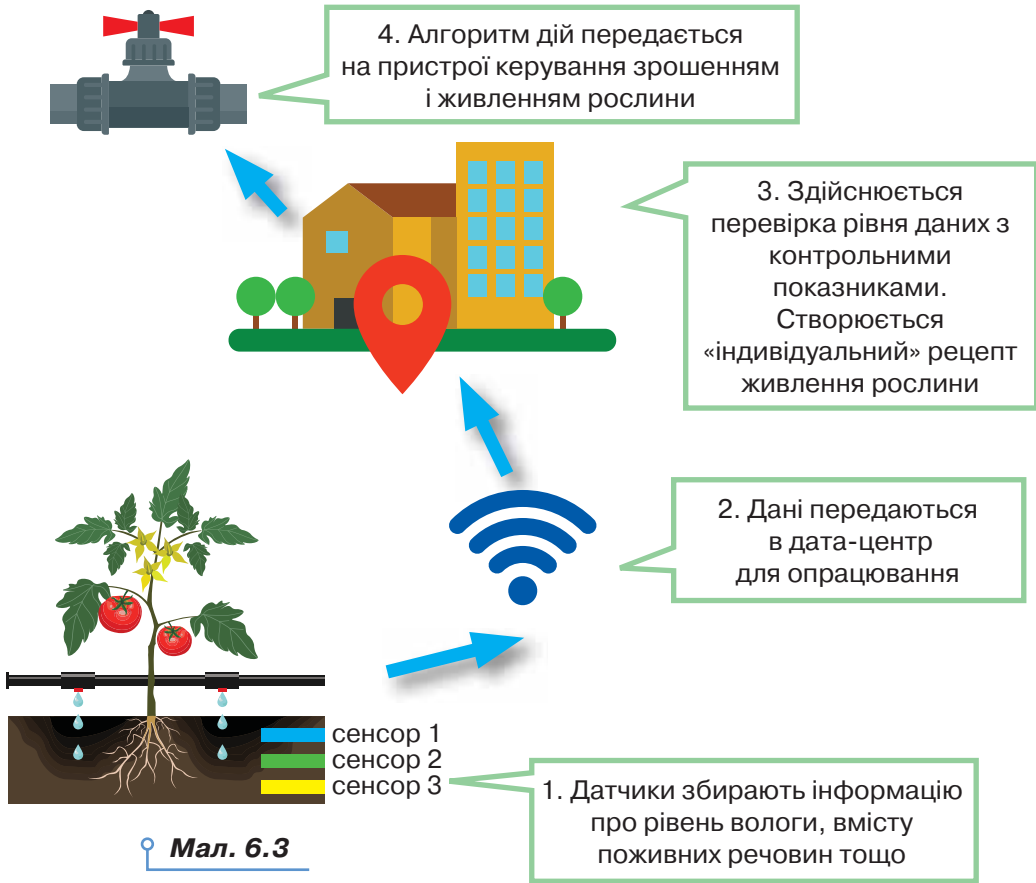 4. Алгоритм дій передається
на пристрої керування зрошенням
і живленням рослини
3. Здійснюється
перевірка рівня даних з
контрольними
показниками.
Створюється
«індивідуальний» рецепт
живлення рослини
2. Дані передаються
в дата-центр
для опрацювання
сенсор 1
сенсор 2
сенсор 3
1. Датчики збирають інформацію
про рівень вологи, вмісту
поживних речовин тощо
Мал. 6.3